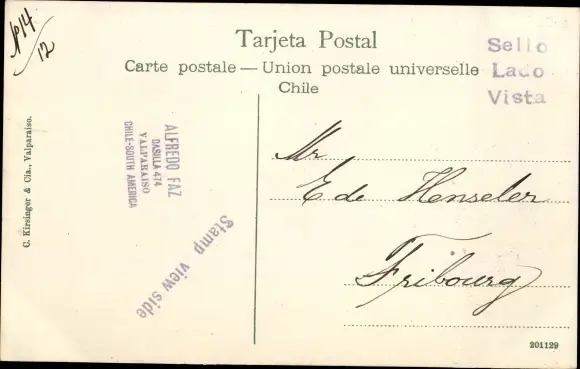 14/12
Tarjeta Postal
Carte postale — Union postale universelle
Chile
Sello
Lado
Vista
C. Kirsinger & Cia., Valparaiso.
ALFREDO FAZ
CASILLA 474
VALPARAISO
CHILE-SOUTH AMERICA
Stamp view side
Mr
E de Henseler
Fribourg
201129